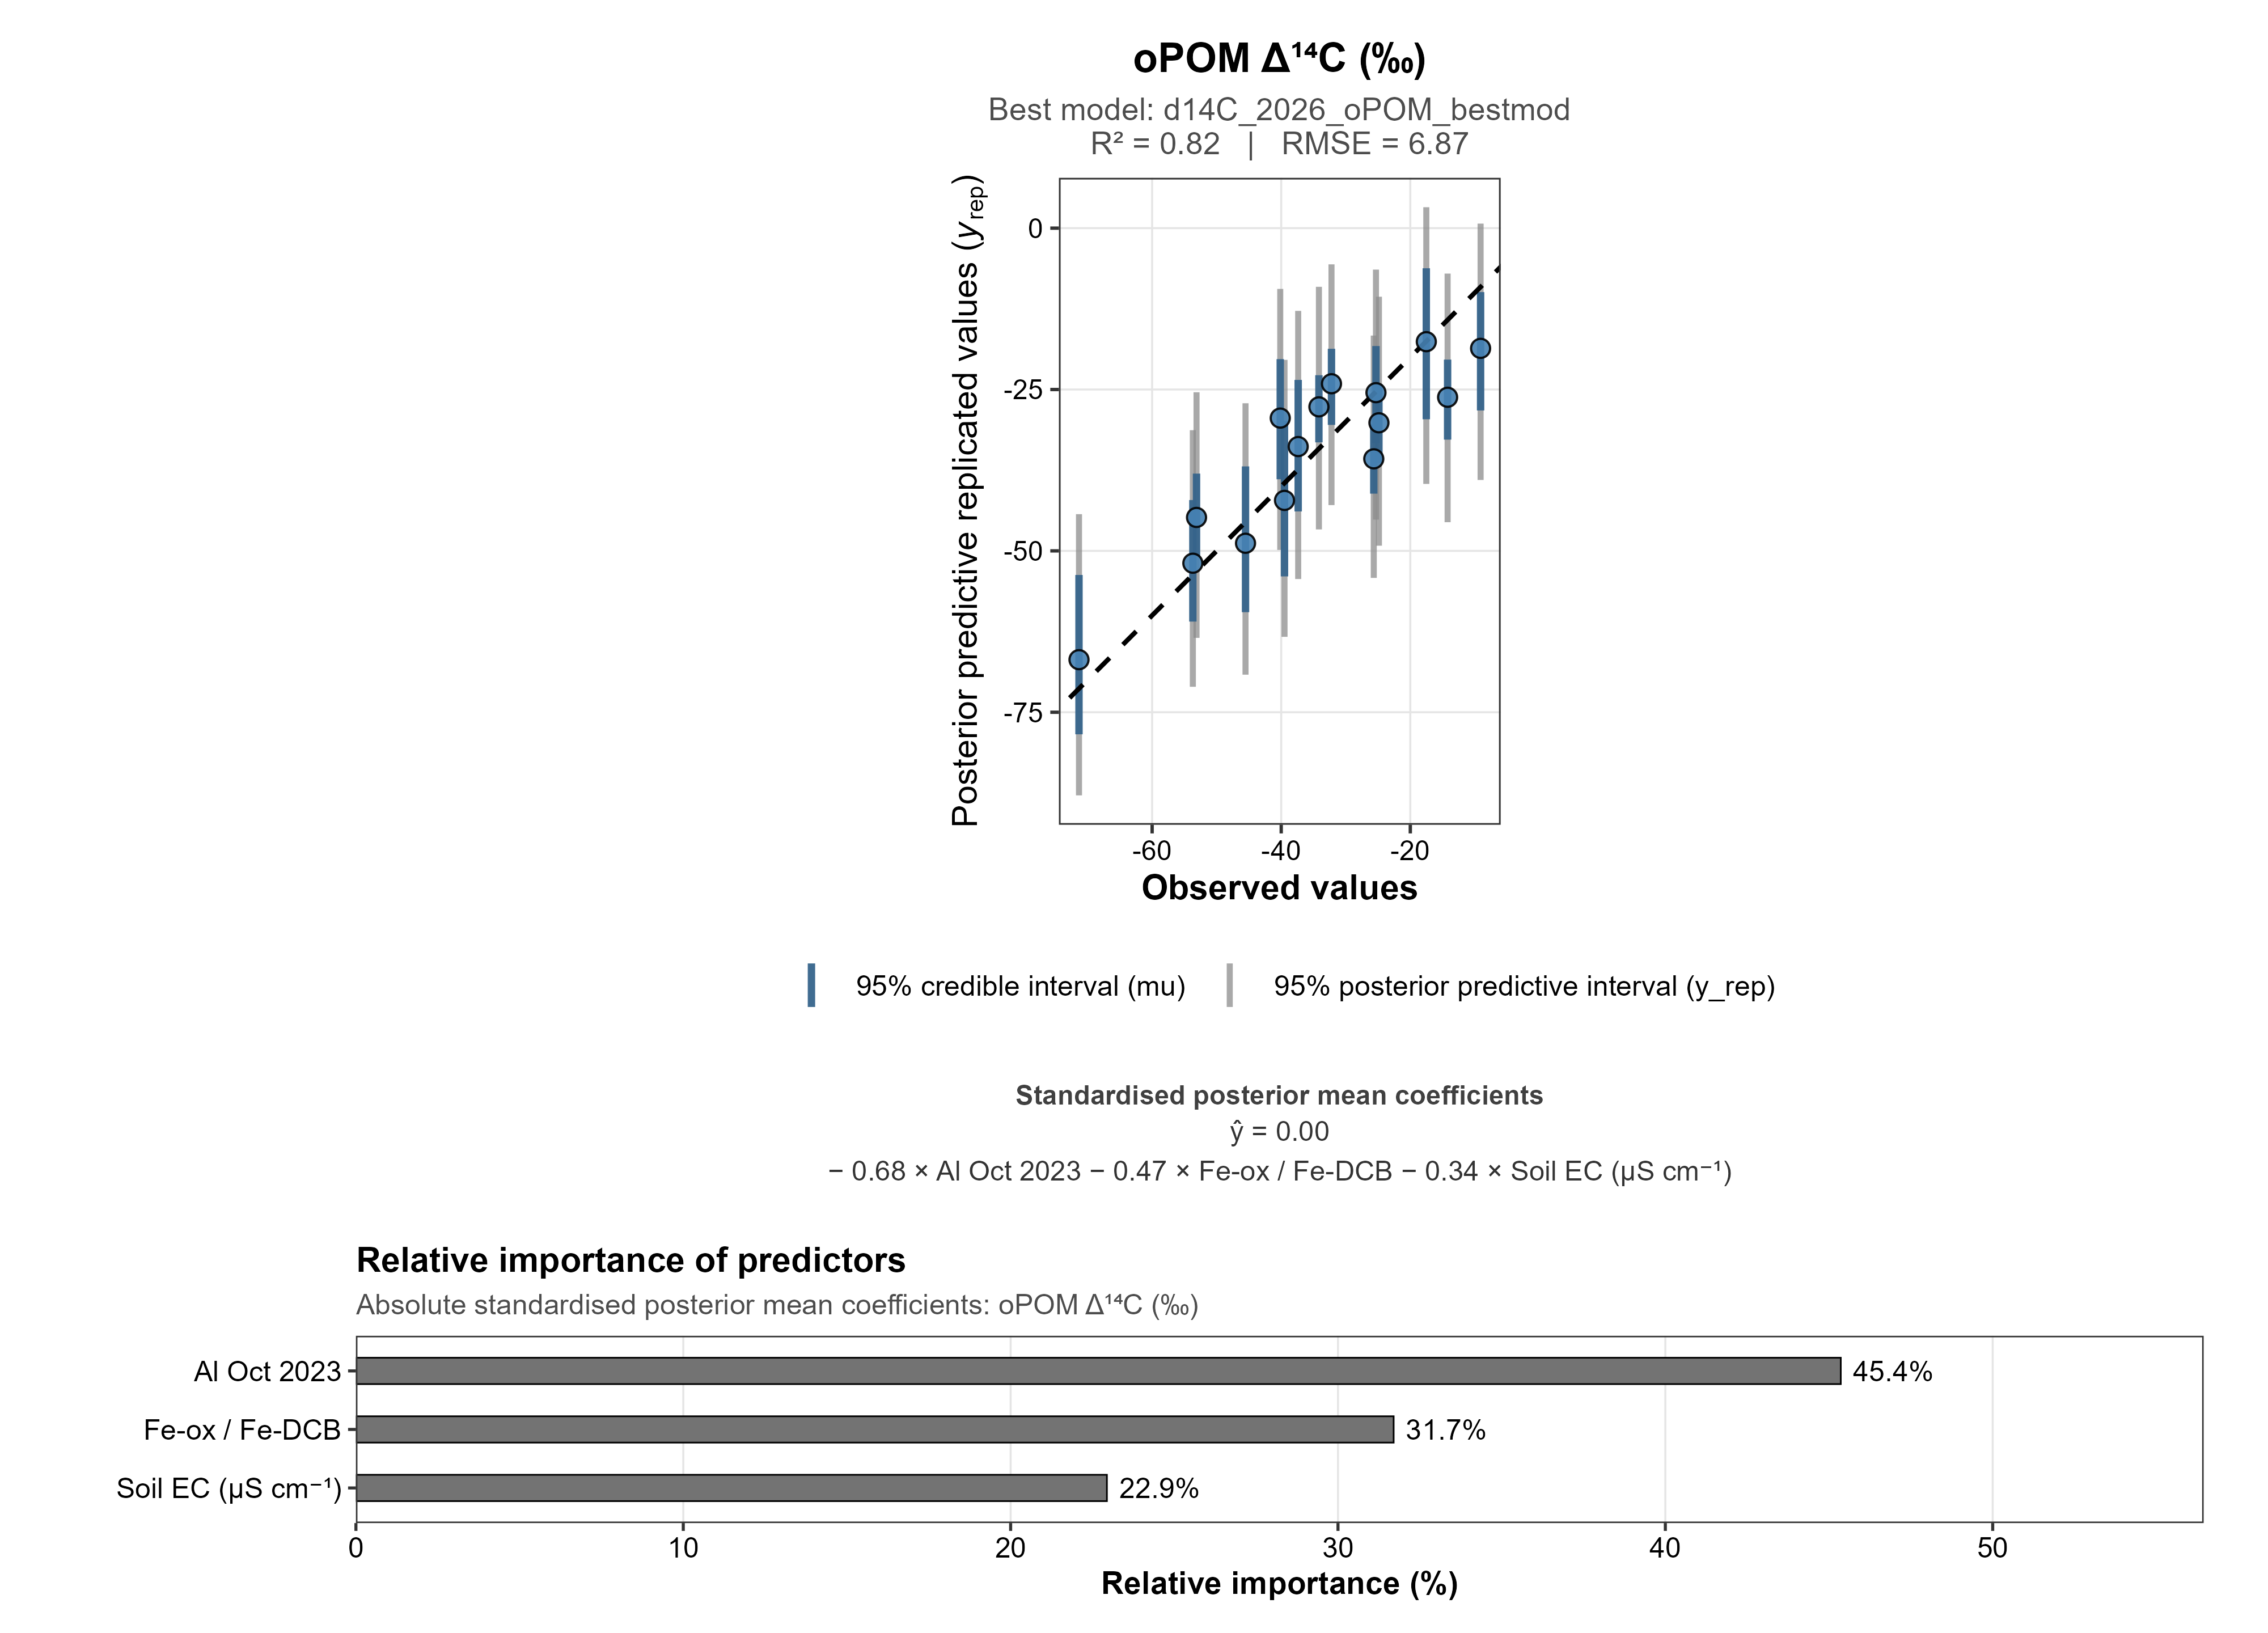 oPOM Δ¹⁴C (‰)
Best model: d14C_2026_oPOM_bestmod
R² = 0.82 | RMSE = 6.87
Posterior predictive replicated values (y rep)
0
-25
-50
-75
-60 -40 -20
Observed values
95% credible interval (mu) 95% posterior predictive interval (y_rep)
Standardised posterior mean coefficients
ŷ = 0.00
− 0.68 × Al Oct 2023 − 0.47 × Fe-ox / Fe-DCB − 0.34 × Soil EC (µS cm⁻¹)
Relative importance of predictors
Absolute standardised posterior mean coefficients: oPOM Δ¹⁴C (‰)
Al Oct 2023 45.4%
Fe-ox / Fe-DCB 31.7%
Soil EC (µS cm⁻¹) 22.9%
0 10 20 30 40 50
Relative importance (%)